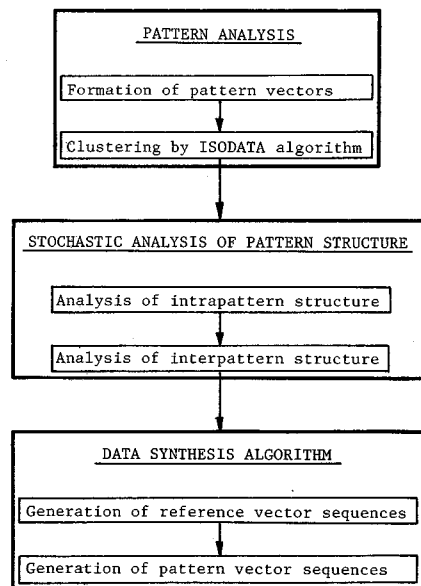 PATTERN ANALYSIS
Formation of pattern vectors
Clustering by ISODATA algorithm
STOCHASTIC ANALYSIS OF PATTERN STRUCTURE
Analysis of intrapattern structure
Analysis of interpattern structure
DATA SYNTHESIS ALGORITHM
Generation of reference vector sequences
Generation of pattern vector sequences